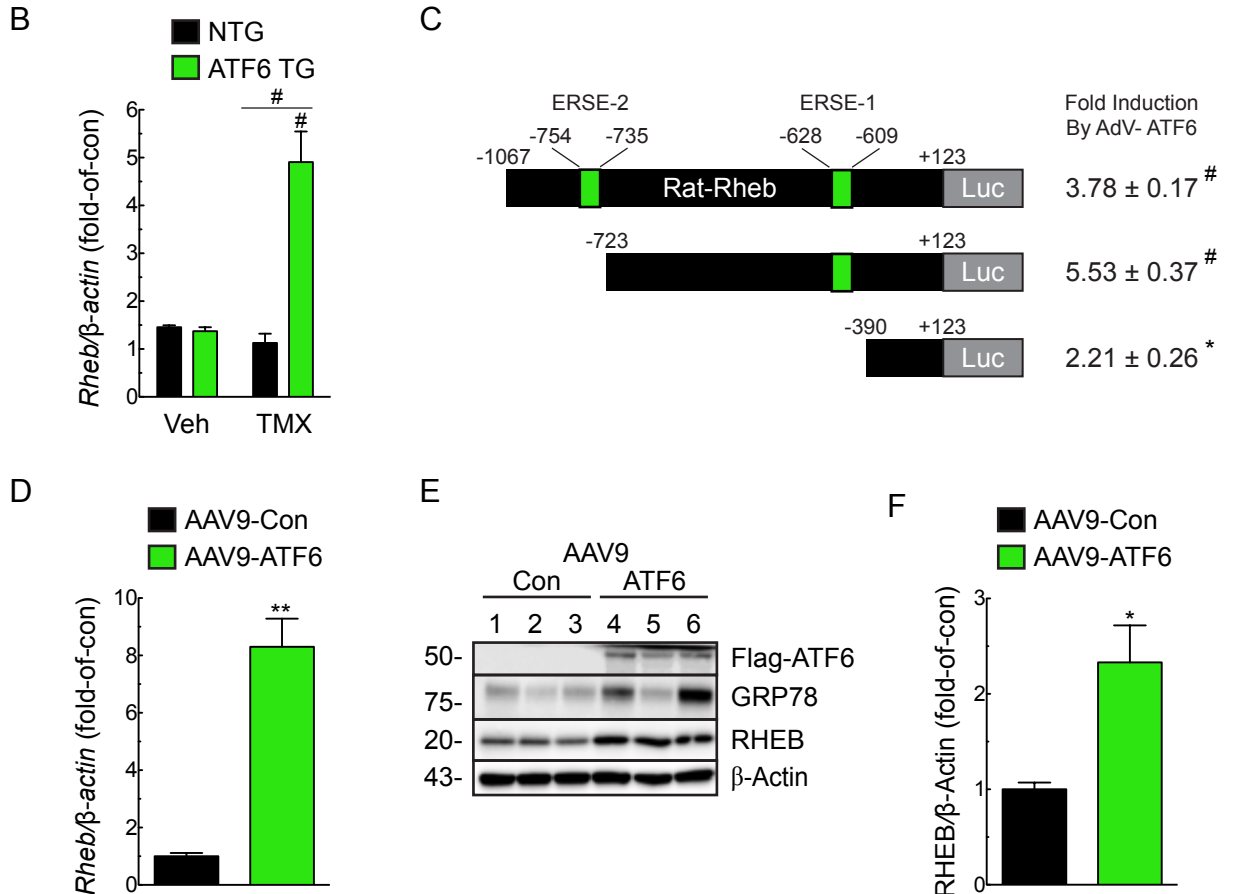 B
NTG
ATF6 TG
Rheb/β-actin (fold-of-con)
6
5
4
3
2
1
0
#
#
Veh TMX
C
ERSE-2 ERSE-1
Fold Induction
By AdV- ATF6
-754 -735 -628 -609
-1067 +123
Rat-Rheb Luc 3.78 ± 0.17 #
-723 +123
Luc 5.53 ± 0.37 #
-390 +123
Luc 2.21 ± 0.26 *
D
AAV9-Con
AAV9-ATF6
Rheb/β-actin (fold-of-con)
10
8
6
4
2
0
**
E
AAV9
Con ATF6
1 2 3 4 5 6
50- Flag-ATF6
75- GRP78
20- RHEB
43- β-Actin
F
AAV9-Con
AAV9-ATF6
RHEB/β-Actin (fold-of-con)
3
2
1
0
*